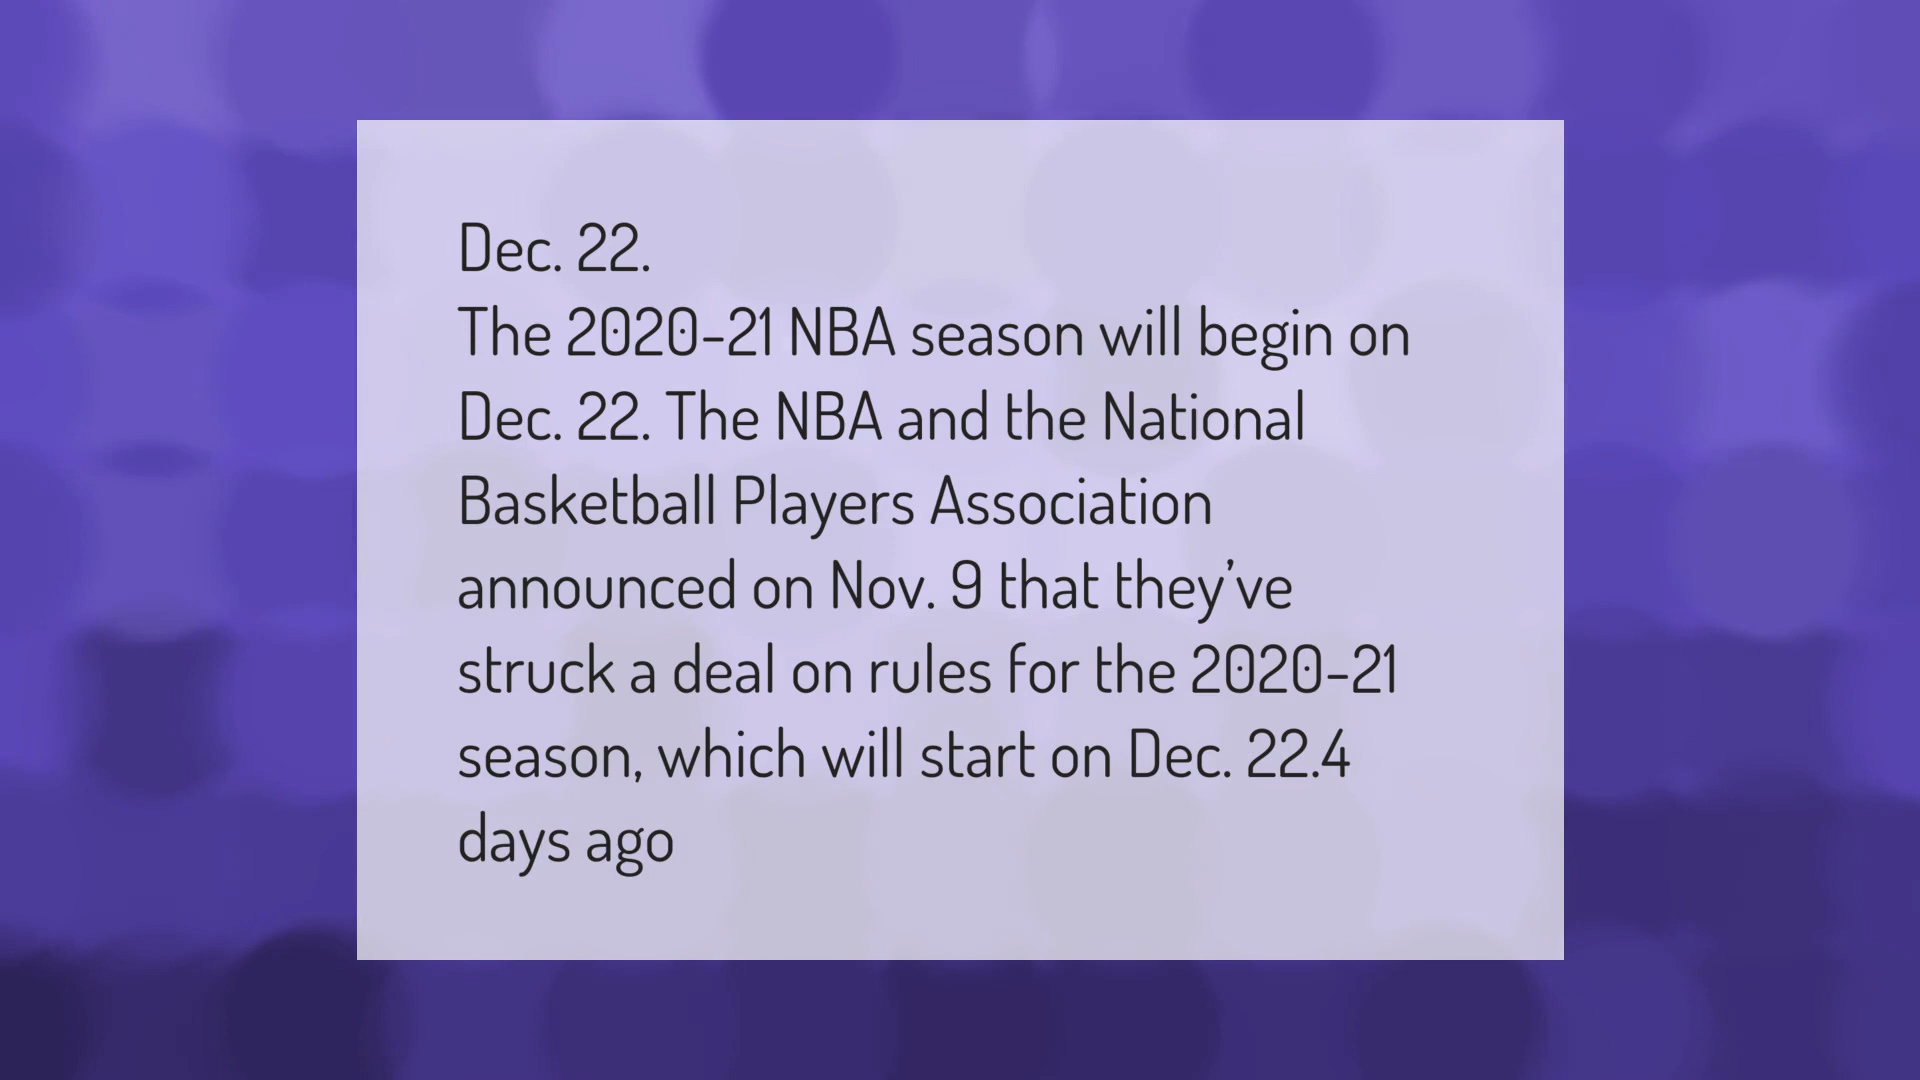 Dec. 22.
The 2020-21 NBA season will begin on
Dec. 22. The NBA and the National
Basketball Players Association
announced on Nov. 9 that they've
struck a deal on rules for the 2020-21
season, which will start on Dec. 22.4
days ago